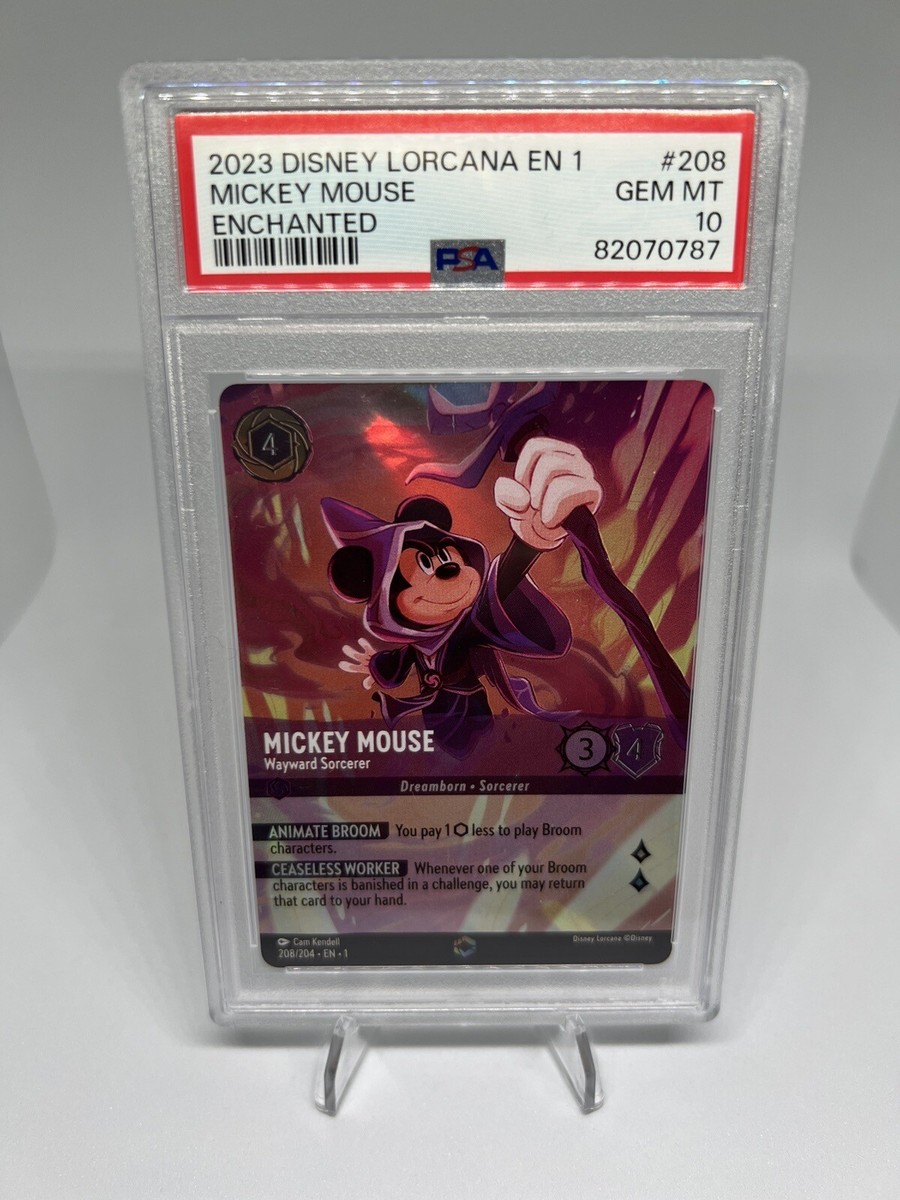 2023 DISNEY LORCANA EN 1 #208
MICKEY MOUSE GEM MT
ENCHANTED 10
PSA 82070787
4
MICKEY MOUSE 3 4
Wayward Sorcerer
Dreamborn • Sorcerer
ANIMATE BROOM You pay 1 ⬡ less to play Broom
characters.
CEASELESS WORKER Whenever one of your Broom
characters is banished in a challenge, you may return
that card to your hand.
Cam Kendell Disney Lorcana ©Disney
208/204 • EN • 1